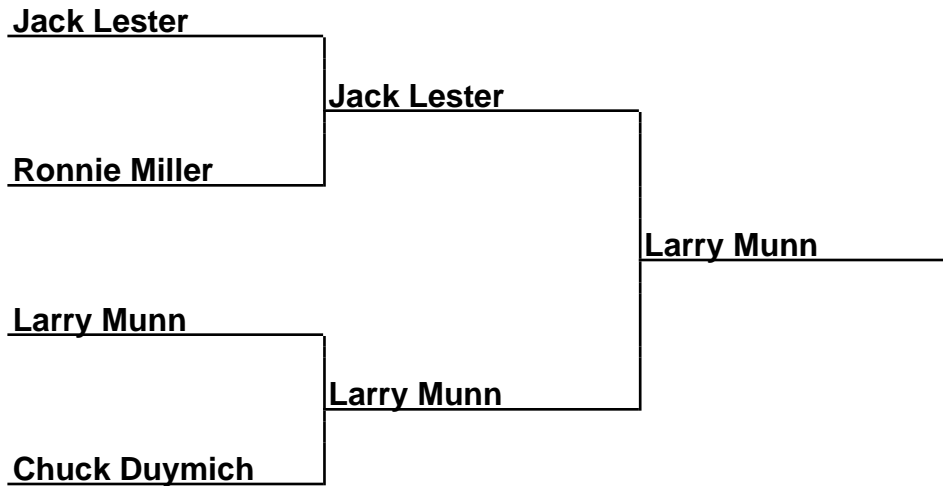 Jack Lester
Jack Lester
Ronnie Miller
Larry Munn
Larry Munn
Larry Munn
Chuck Duymich